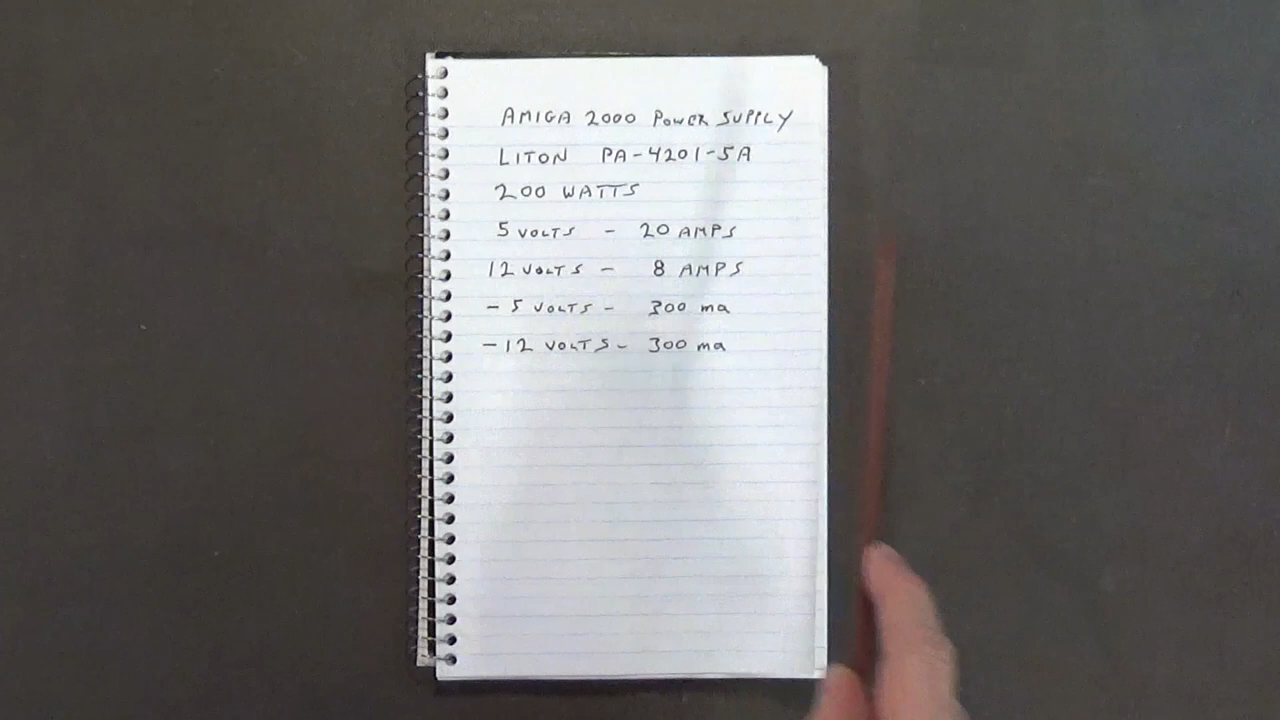 AMIGA 2000 POWER SUPPLY
LITON PA-4201-5A
200 WATTS
5 VOLTS - 20 AMPS
12 VOLTS - 8 AMPS
- 5 VOLTS - 300 ma
-12 VOLTS - 300 ma